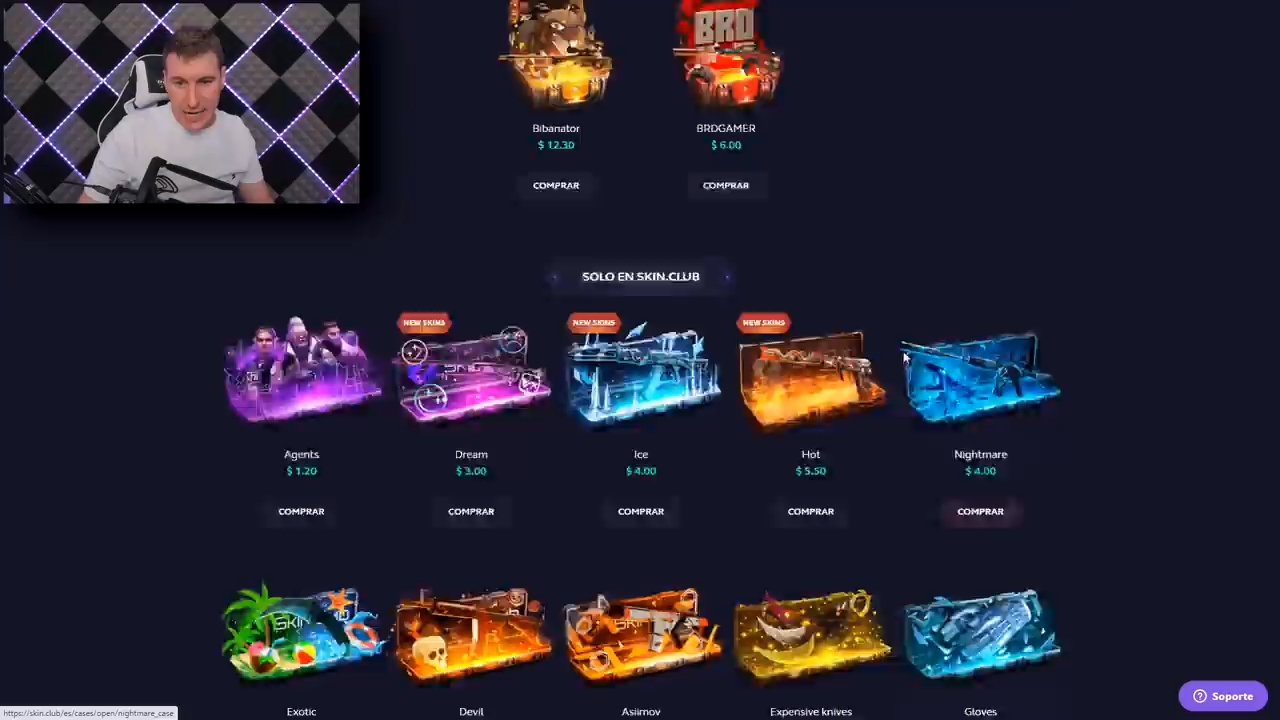 BRO
Bibanator
BRDGAMER
$ 12.30
$ 6.00
COMPRAR
COMPRAR
SOLO EN SKIN.CLUB
NEW SKINS
NEW SKINS
NEW SKINS
Agents
Dream
Ice
Hot
Nightmare
$ 1.20
$ 3.00
$ 4.00
$ 5.50
$ 4.00
COMPRAR
COMPRAR
COMPRAR
COMPRAR
COMPRAR
SKIN
SKIN
Exotic
Devil
Asiimov
Expensive knives
Gloves
Soporte
https://skin.club/es/cases/open/nightmare_case